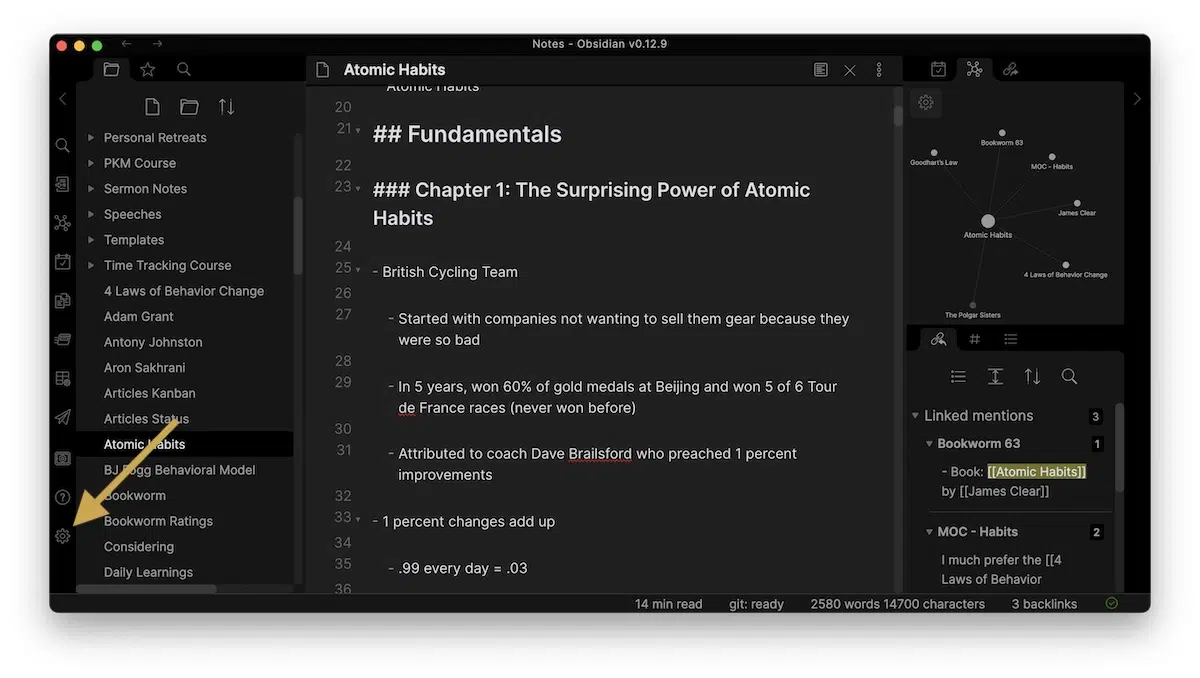 Notes - Obsidian v0.12.9
Atomic Habits
Personal Retreats
PKM Course
Sermon Notes
Speeches
Templates
Time Tracking Course
4 Laws of Behavior Change
Adam Grant
Antony Johnston
Aron Sakhrani
Articles Kanban
Articles Status
Atomic Habits
BJ Fogg Behavioral Model
Bookworm
Bookworm Ratings
Considering
Daily Learnings
Atomic Habits
20
21 ## Fundamentals
22
23 ### Chapter 1: The Surprising Power of Atomic
Habits
24
25 - British Cycling Team
26
27 - Started with companies not wanting to sell them gear because they
were so bad
28
29 - In 5 years, won 60% of gold medals at Beijing and won 5 of 6 Tour
de France races (never won before)
30
31 - Attributed to coach Dave Brailsford who preached 1 percent
improvements
32
33 - 1 percent changes add up
34
35 - .99 every day = .03
36
Bookworm 63
Goodhart's Law
MOC - Habits
James Clear
Atomic Habits
4 Laws of Behavior Change
The Polgar Sisters
Linked mentions 3
Bookworm 63 1
- Book: [[Atomic Habits]]
by [[James Clear]]
MOC - Habits 2
I much prefer the [[4
Laws of Behavior
14 min read git: ready 2580 words 14700 characters 3 backlinks